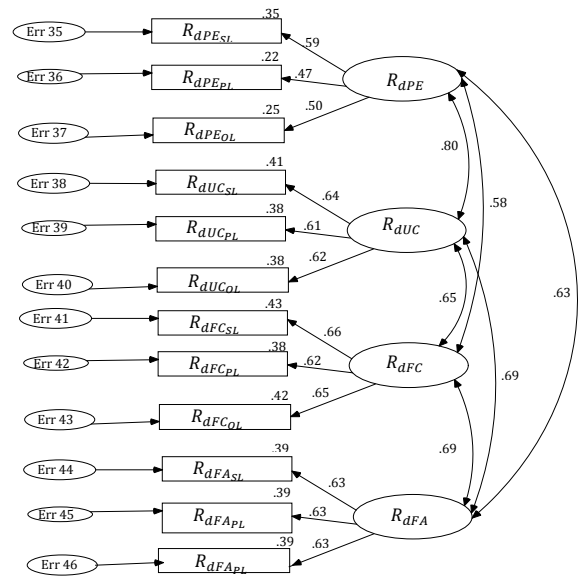 .35
Err 35
R_dPE_SL
.59
.22
Err 36
R_dPE_PL
.47
R_dPE
.25
.50
Err 37
R_dPE_OL
.80
.41
Err 38
R_dUC_SL
.64
.58
.38
Err 39
R_dUC_PL
.61
R_dUC
.38
.62
Err 40
R_dUC_OL
.65
.63
.43
Err 41
R_dFC_SL
.66
.38
Err 42
R_dFC_PL
.62
R_dFC
.69
.42
.65
Err 43
R_dFC_OL
.69
.39
Err 44
R_dFA_SL
.63
.39
Err 45
R_dFA_PL
.63
R_dFA
.39
.63
Err 46
R_dFA_PL